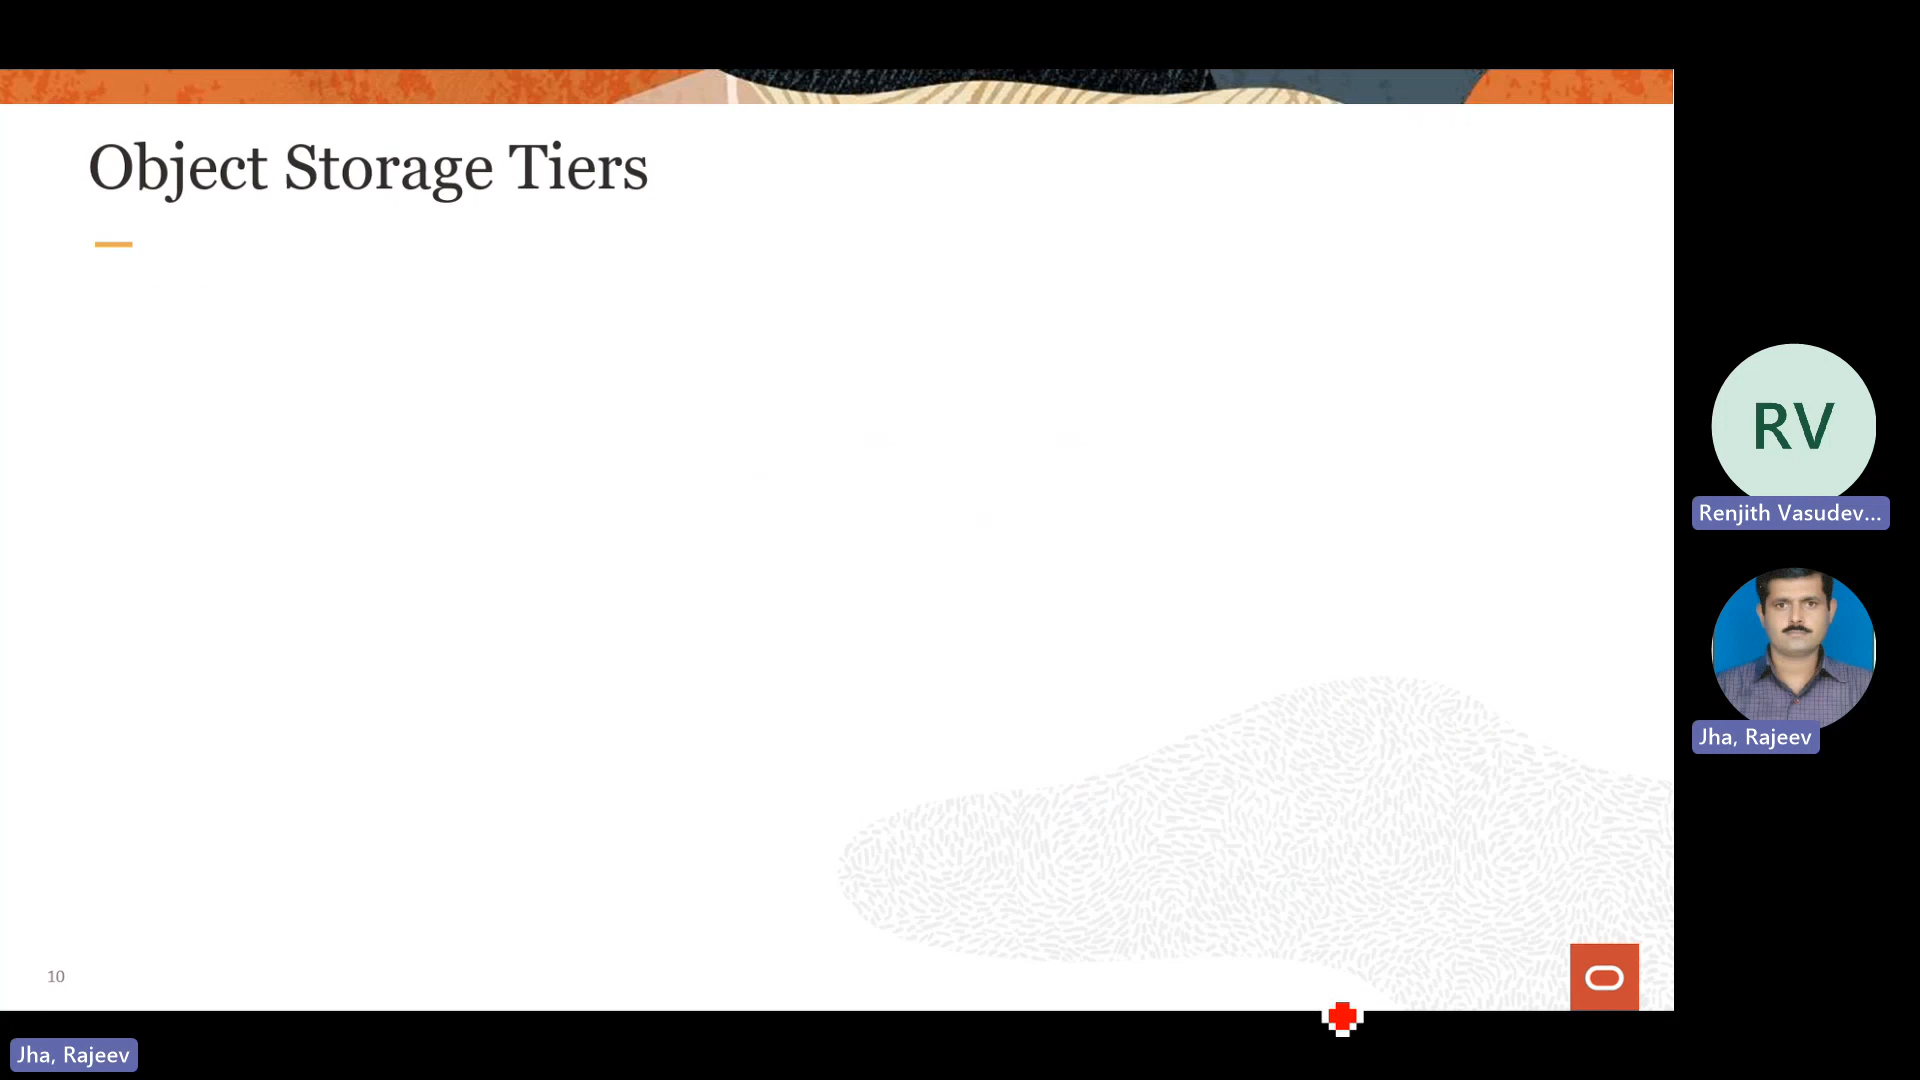 Object Storage Tiers
RV
Renjith Vasudev...
Jha, Rajeev
10
Jha, Rajeev